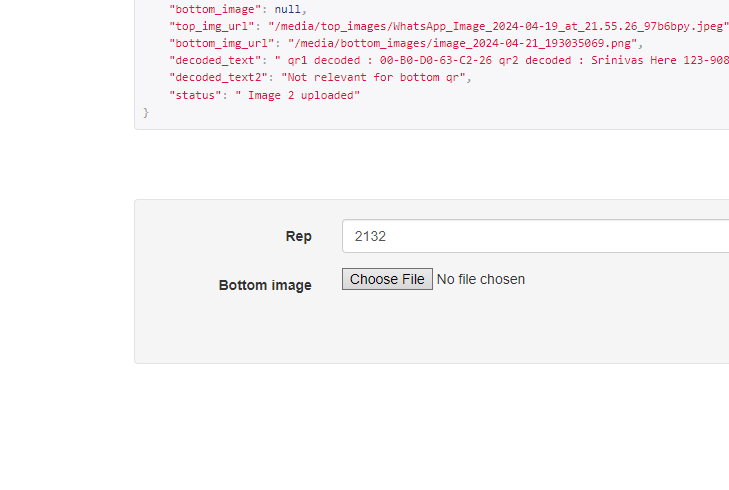 "bottom_image": null,
"top_img_url": "/media/top_images/WhatsApp_Image_2024-04-19_at_21.55.26_97b6bpy.jpeg"
"bottom_img_url": "/media/bottom_images/image_2024-04-21_193035069.png",
"decoded_text": " qr1 decoded : 00-B0-D0-63-C2-26 qr2 decoded : Srinivas Here 123-908
"decoded_text2": "Not relevant for bottom qr",
"status": " Image 2 uploaded"
}
Rep 2132
Bottom image Choose File No file chosen